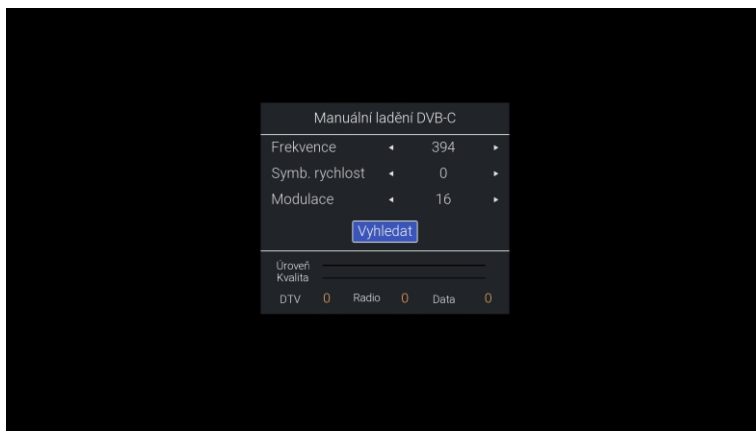 Manuální ladění DVB-C
Frekvence 394
Symb. rychlost 0
Modulace 16
Vyhledat
Úroveň
Kvalita
DTV 0 Radio 0 Data 0